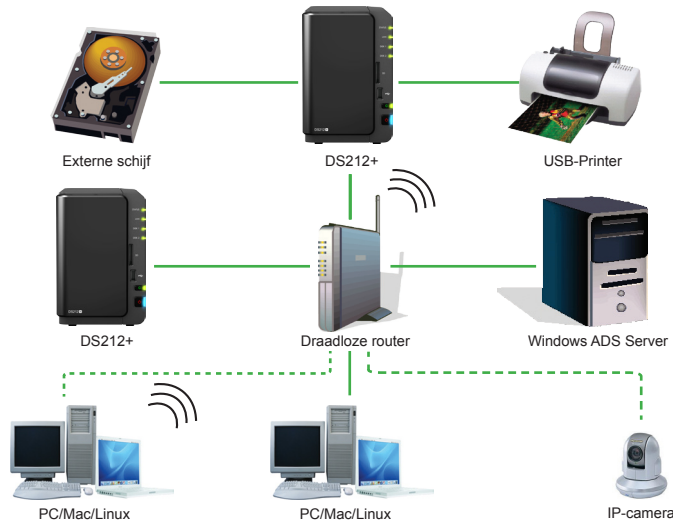 Externe schijf
DS212+
USB-Printer
DS212+
Draadloze router
Windows ADS Server
PC/Mac/Linux
PC/Mac/Linux
IP-camera